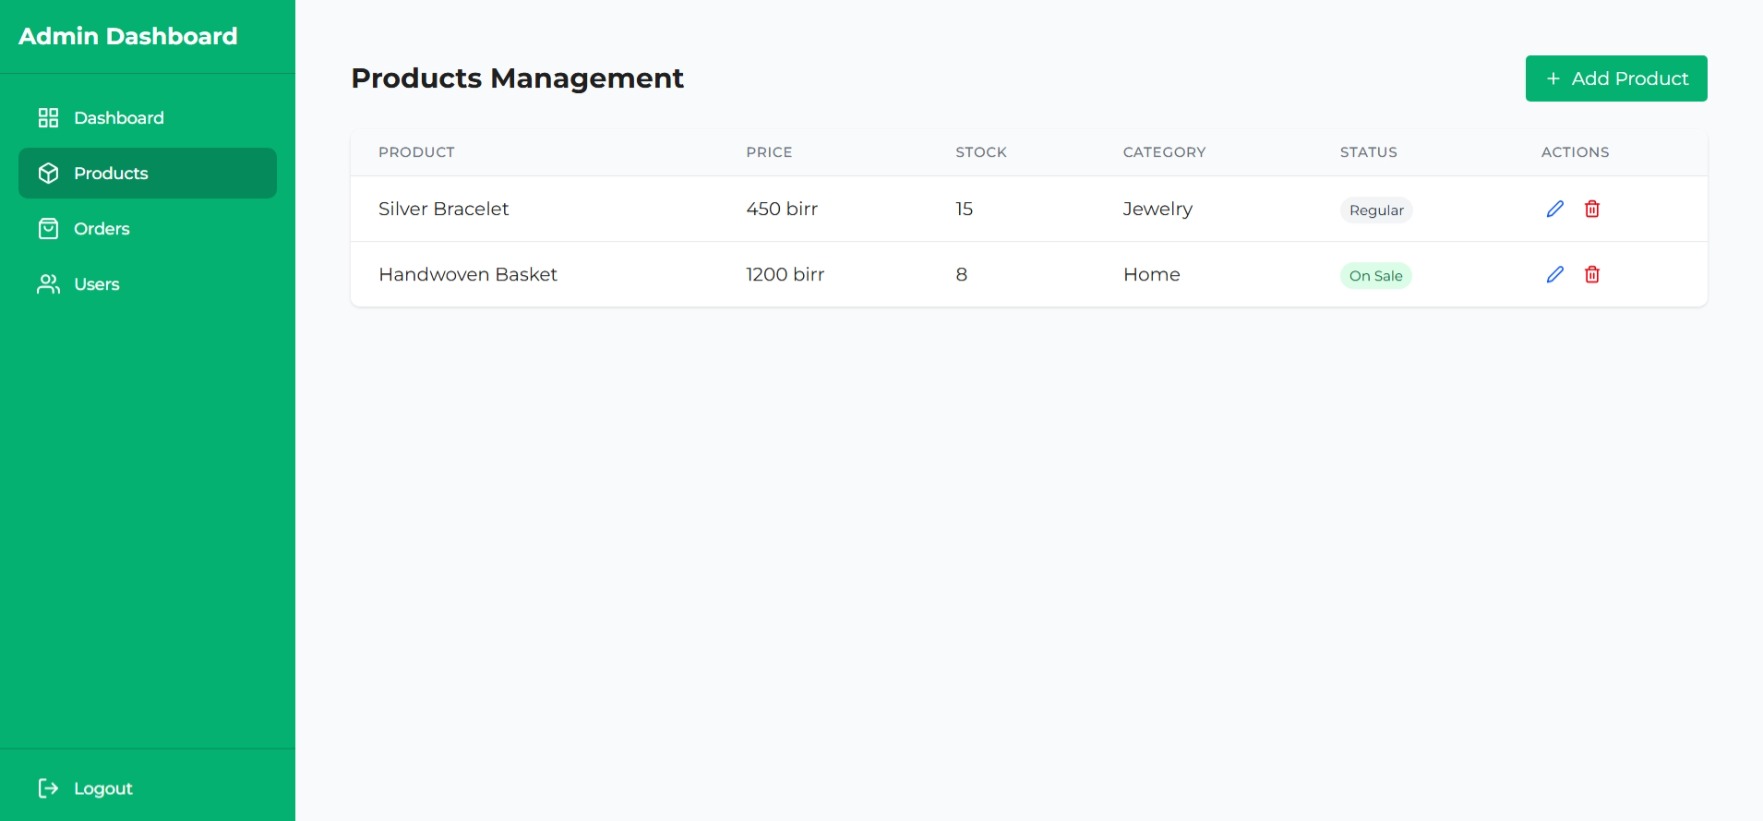 Admin Dashboard
Dashboard
Products
Orders
Users
Logout
Products Management
+ Add Product
PRODUCT PRICE STOCK CATEGORY STATUS ACTIONS
Silver Bracelet 450 birr 15 Jewelry Regular
Handwoven Basket 1200 birr 8 Home On Sale